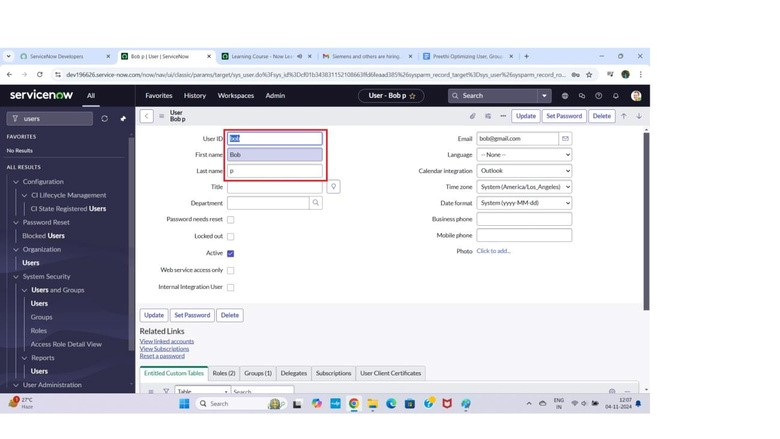 ServiceNow Developers
Bob p | User | ServiceNow
Learning Course - Now Lea
Siemens and others are hiring
Preethi Optimizing User, Group
dev196626.service-now.com/now/nav/ui/classic/params/target/sys_user.do%3Fsys_id%3Ddcf01b343831152108663ffd6feaad385%26sysparm_record_target%3Dsys_user%26sysparm_record_ro...
servicenow
All
Favorites
History
Workspaces
Admin
User - Bob p
Search
users
FAVORITES
No Results
ALL RESULTS
Configuration
CI Lifecycle Management
CI State Registered Users
Password Reset
Blocked Users
Organization
Users
System Security
Users and Groups
Users
Groups
Roles
Access Role Detail View
Reports
Users
User Administration
User
Bob p
Update
Set Password
Delete
User ID
bob
First name
Bob
Last name
p
Title
Department
Password needs reset
Locked out
Active
Web service access only
Internal Integration User
Email
bob@gmail.com
Language
-- None --
Calendar integration
Outlook
Time zone
System (America/Los_Angeles)
Date format
System (yyyy-MM-dd)
Business phone
Mobile phone
Photo
Click to add...
Update
Set Password
Delete
Related Links
View linked accounts
View Subscriptions
Reset a password
Entitled Custom Tables
Roles (2)
Groups (1)
Delegates
Subscriptions
User Client Certificates
Table
Search
27°C
Haze
Search
ENG
IN
12:07
04-11-2024